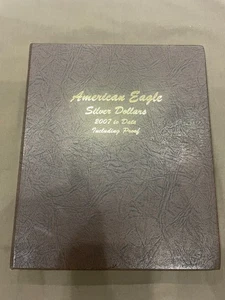 American Eagle
Silver Dollars
2007 to Date
Including Proof